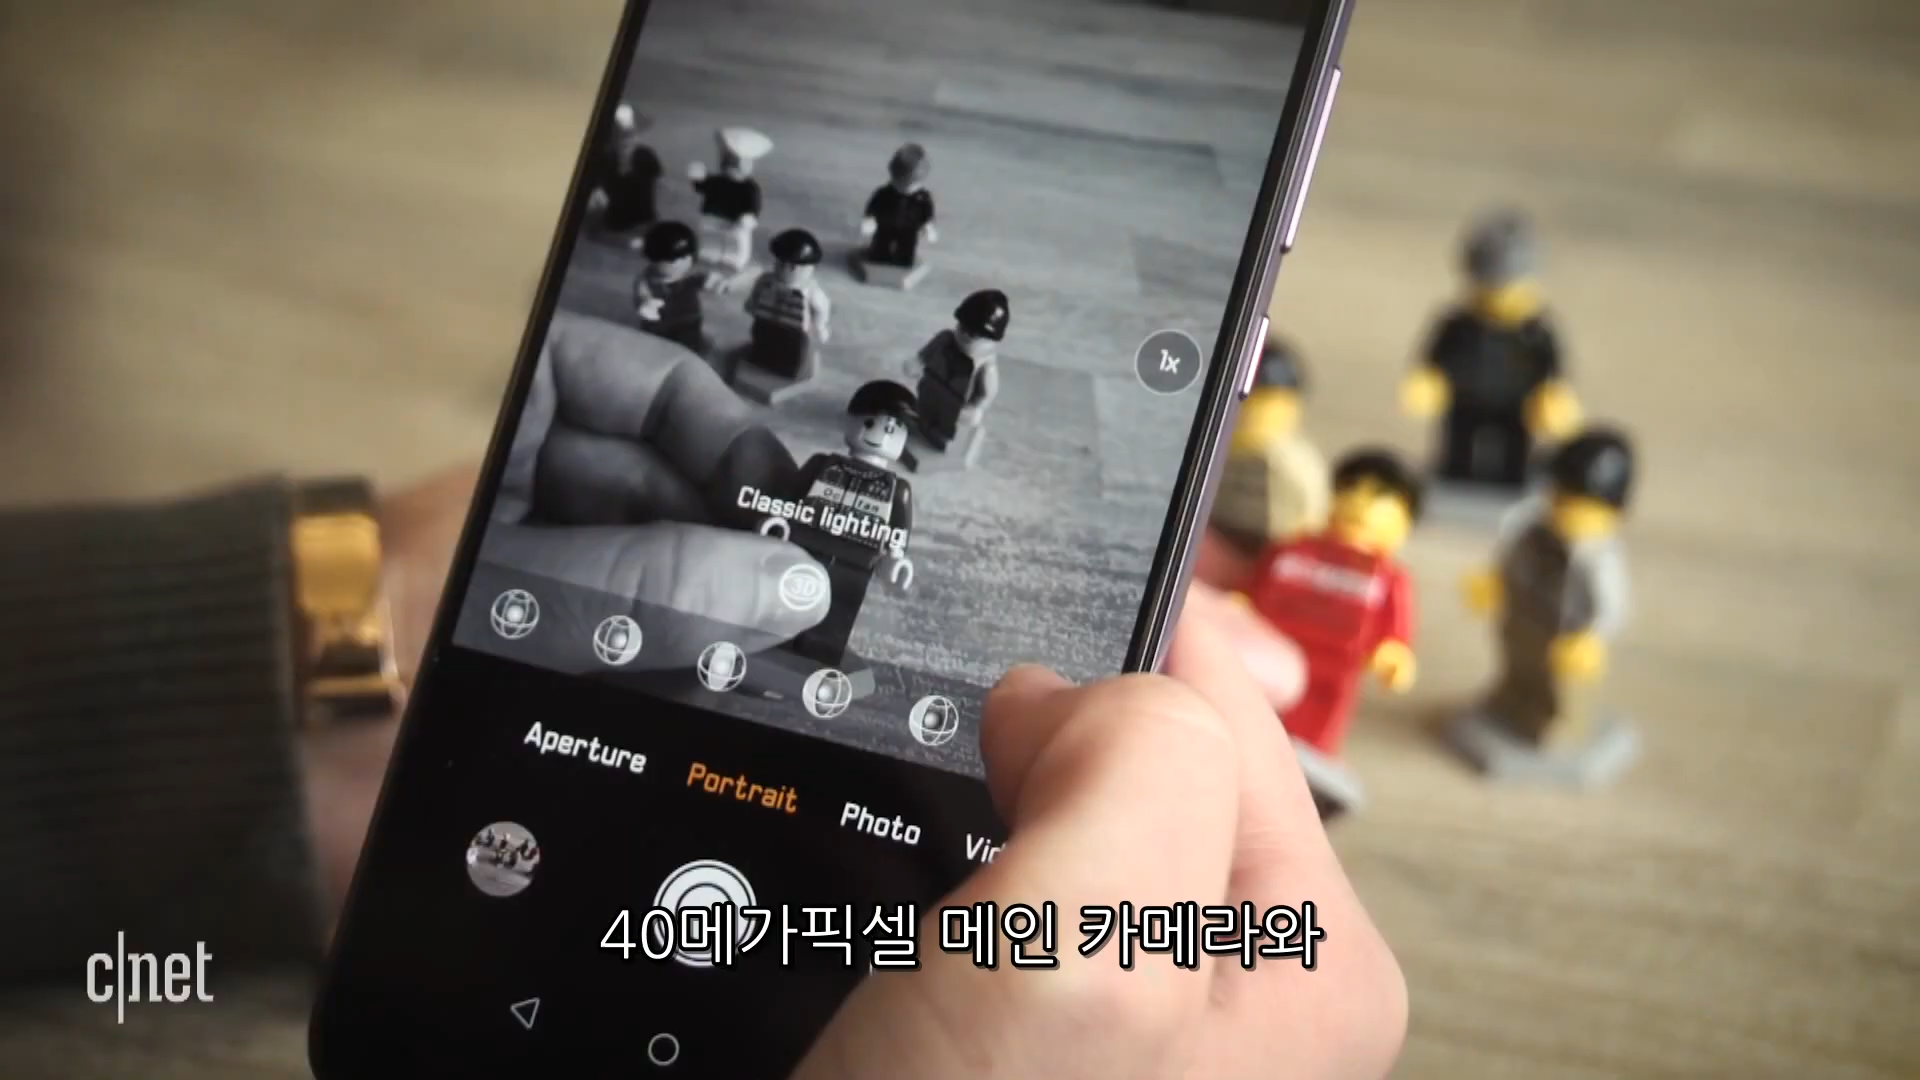 1x
Classic lighting
3D
Aperture
Portrait
Photo
40메가픽셀 메인 카메라와
c|net